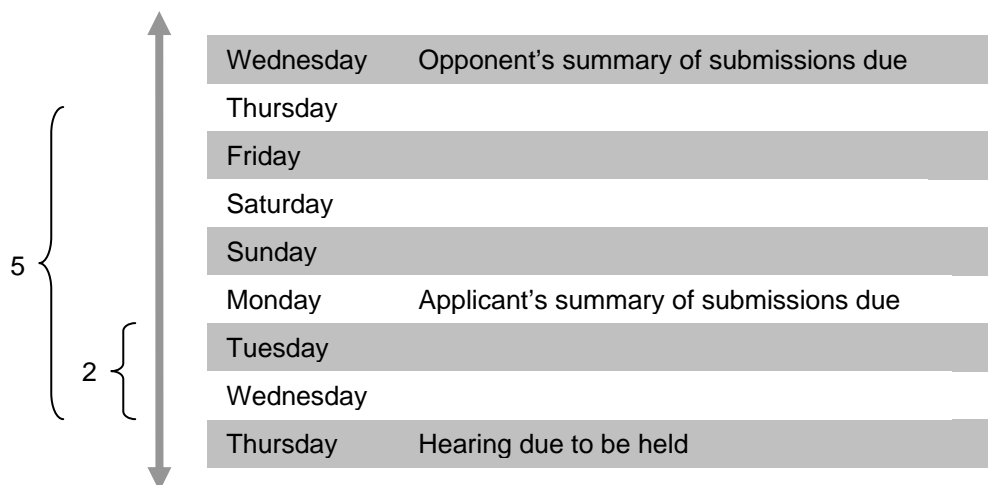 Wednesday Opponent’s summary of submissions due
Thursday
Friday
Saturday
Sunday
5
Monday Applicant’s summary of submissions due
Tuesday
2
Wednesday
Thursday Hearing due to be held